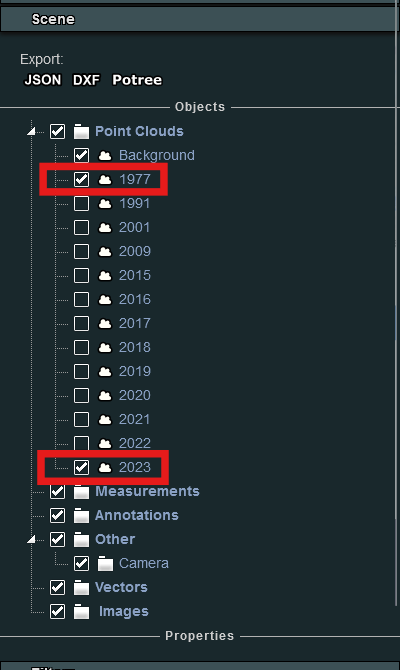 Scene
Export:
JSON DXF Potree
Objects
Point Clouds
Background
1977
1991
2001
2009
2015
2016
2017
2018
2019
2020
2021
2022
2023
Measurements
Annotations
Other
Camera
Vectors
Images
Properties